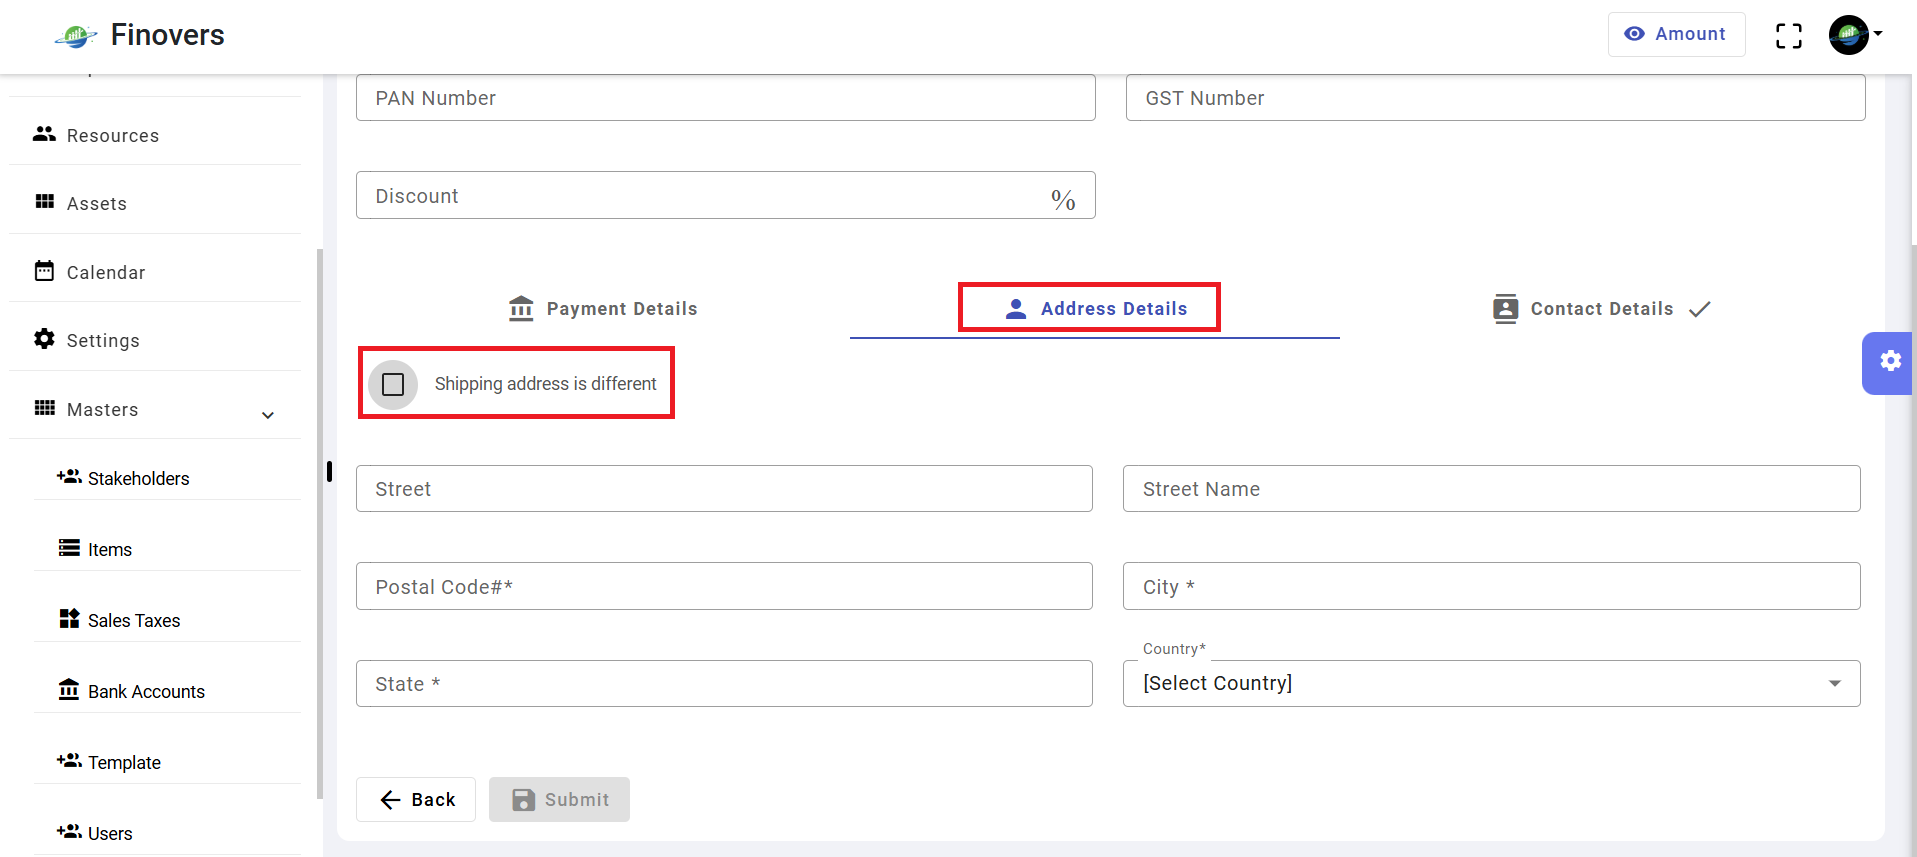 Finovers
Amount
PAN Number
GST Number
Resources
Assets
Discount
%
Calendar
Payment Details
Address Details
Contact Details
Settings
Shipping address is different
Masters
Stakeholders
Street
Street Name
Items
Postal Code#*
City *
Sales Taxes
Country*
State *
[Select Country]
Bank Accounts
Template
Back
Submit
Users